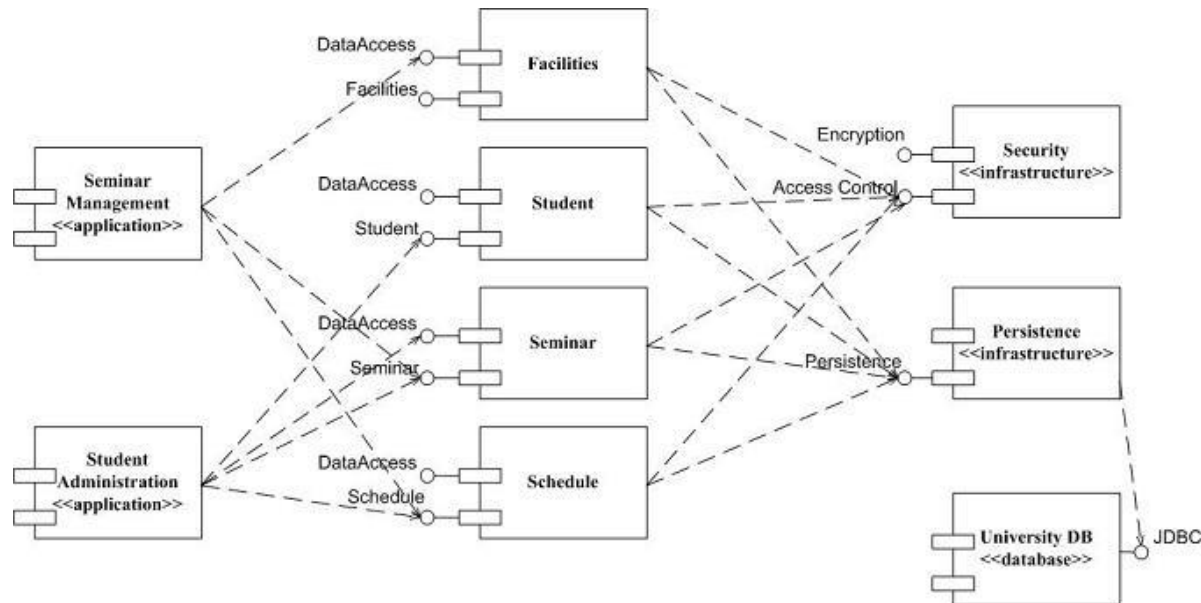 DataAccess
Facilities
Facilities
Encryption
Security
<<infrastructure>>
Access Control
Seminar
Management
<<application>>
DataAccess
Student
Student
DataAccess
Seminar
Seminar
Persistence
<<infrastructure>>
Persistence
Student
Administration
<<application>>
DataAccess
Schedule
Schedule
University DB
<<database>>
JDBC